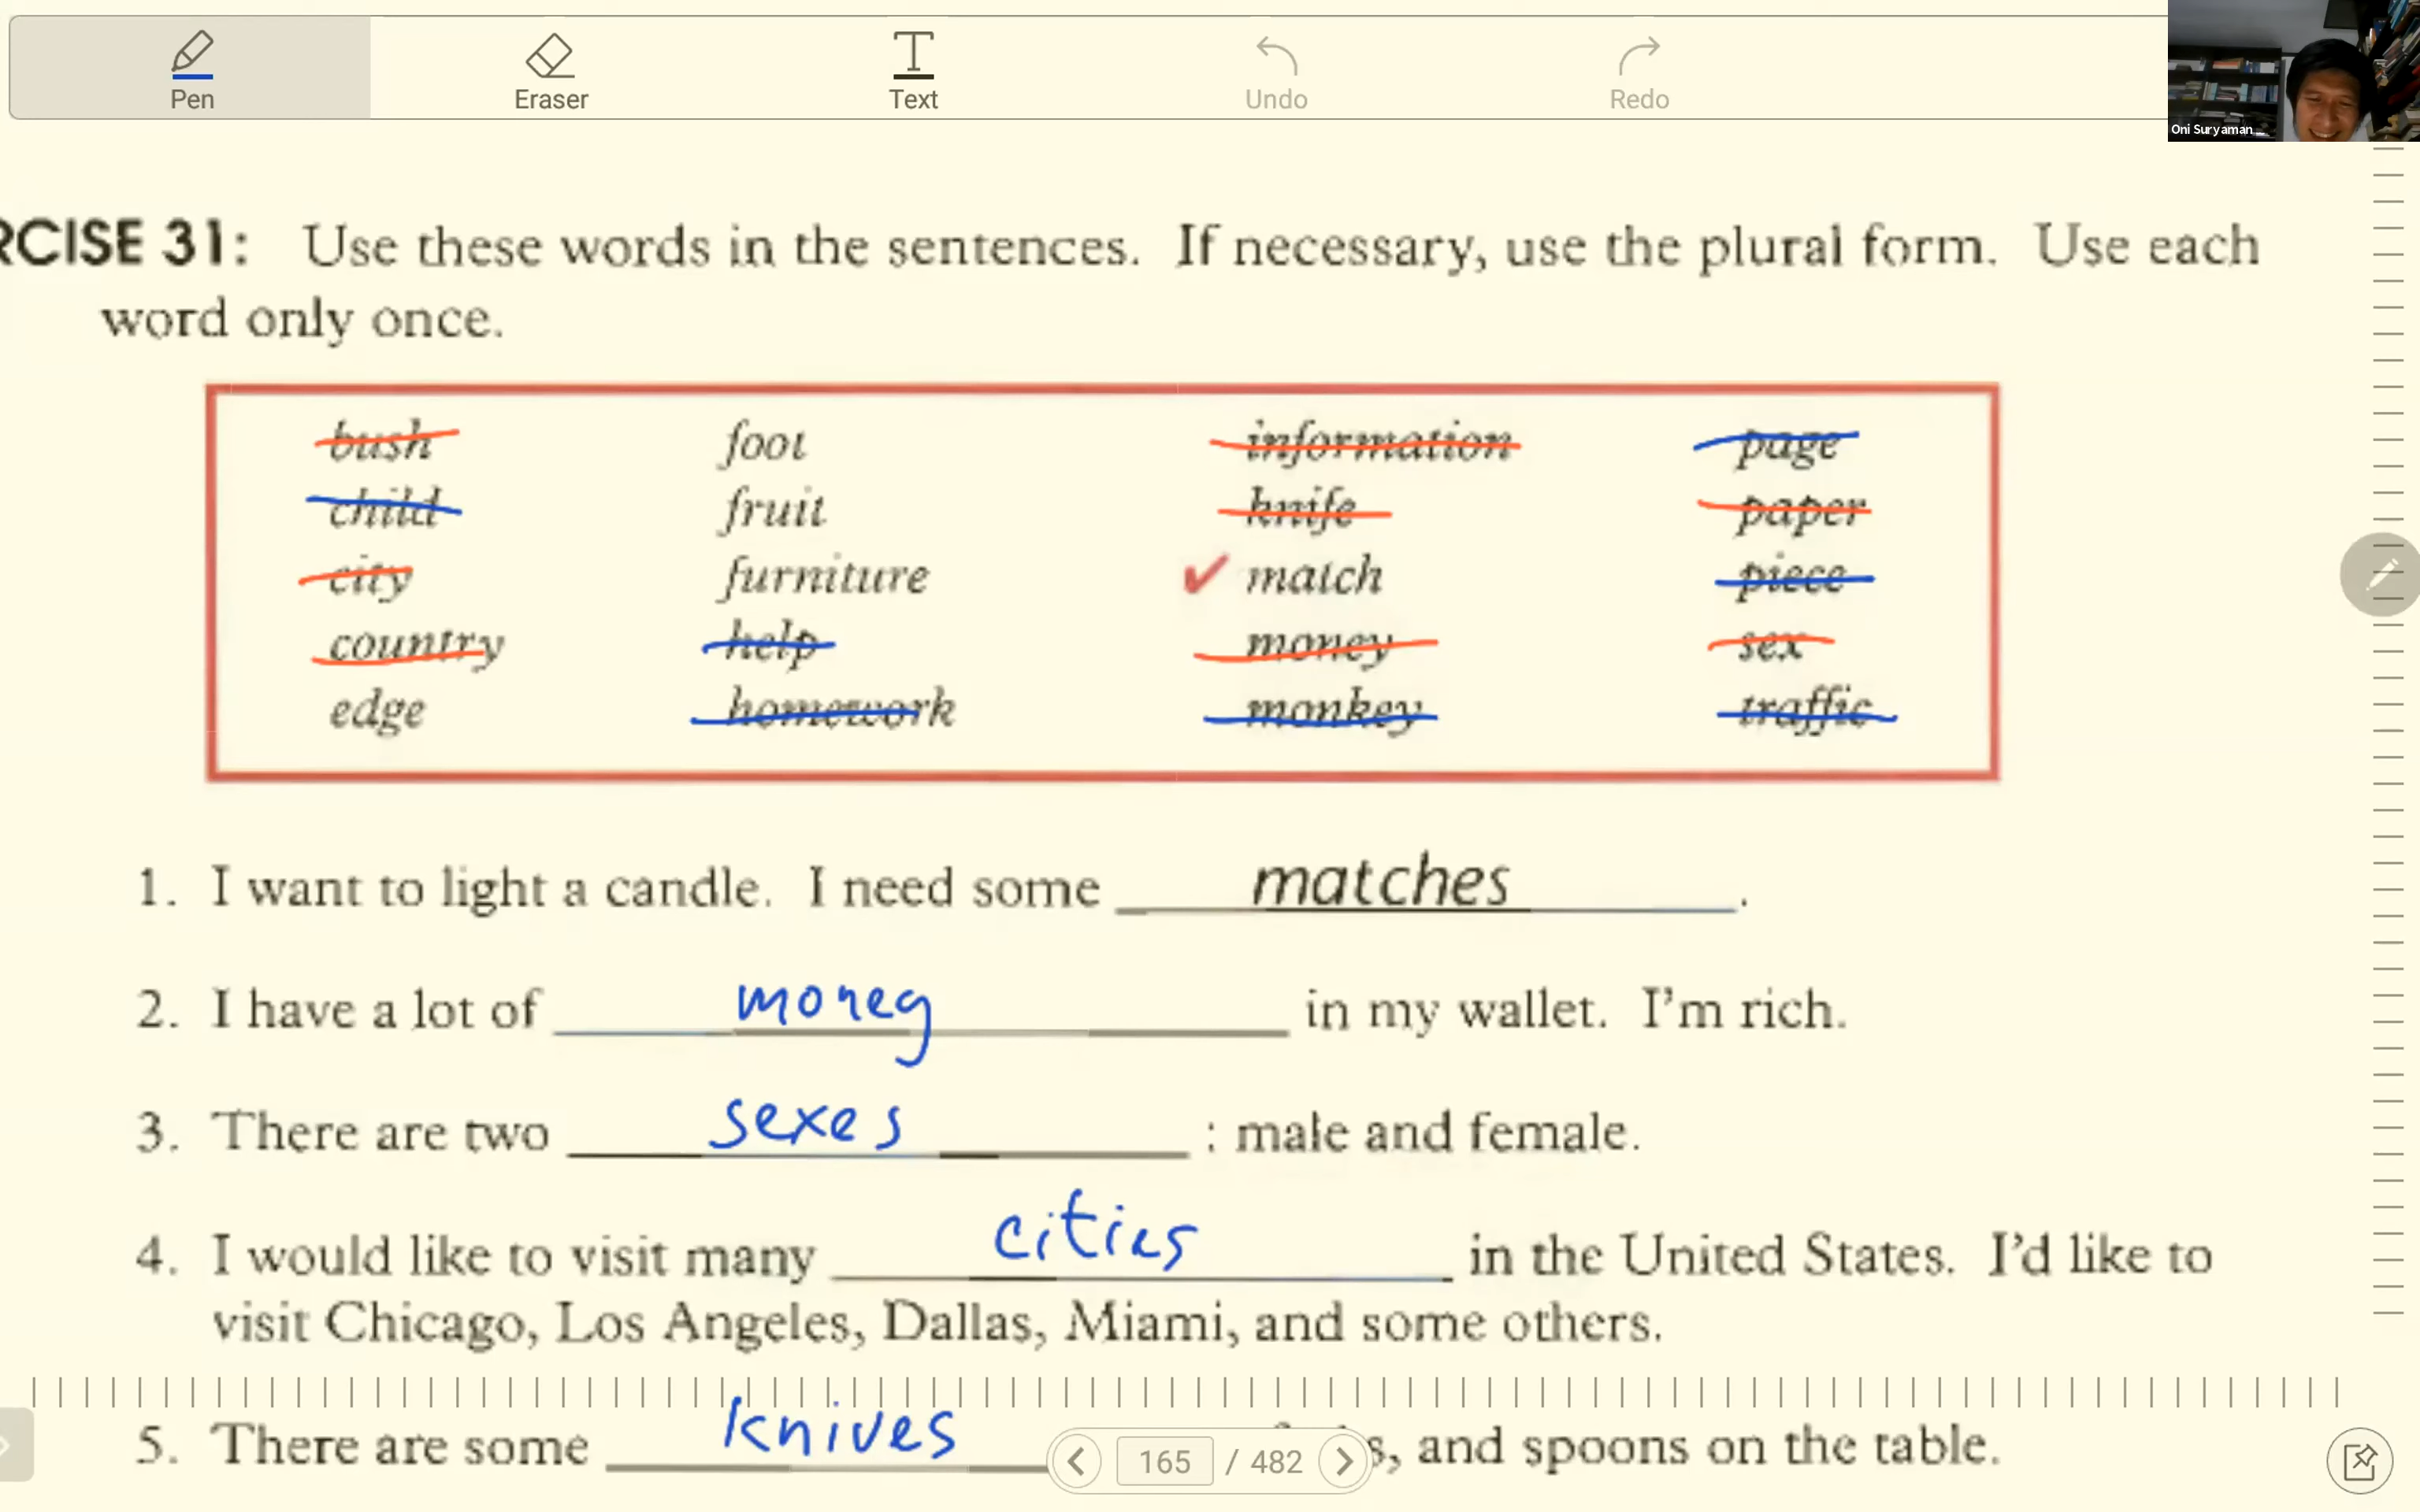 Pen Eraser Text Undo Redo
Oni Suryaman ...
RCISE 31: Use these words in the sentences. If necessary, use the plural form. Use each
word only once.
bush foot information page
child fruit knife paper
city furniture ✓ match piece
country help money sex
edge homework monkey traffic
1. I want to light a candle. I need some matches.
2. I have a lot of money in my wallet. I'm rich.
3. There are two sexes : male and female.
4. I would like to visit many cities in the United States. I'd like to
visit Chicago, Los Angeles, Dallas, Miami, and some others.
5. There are some knives s, and spoons on the table.
165 / 482